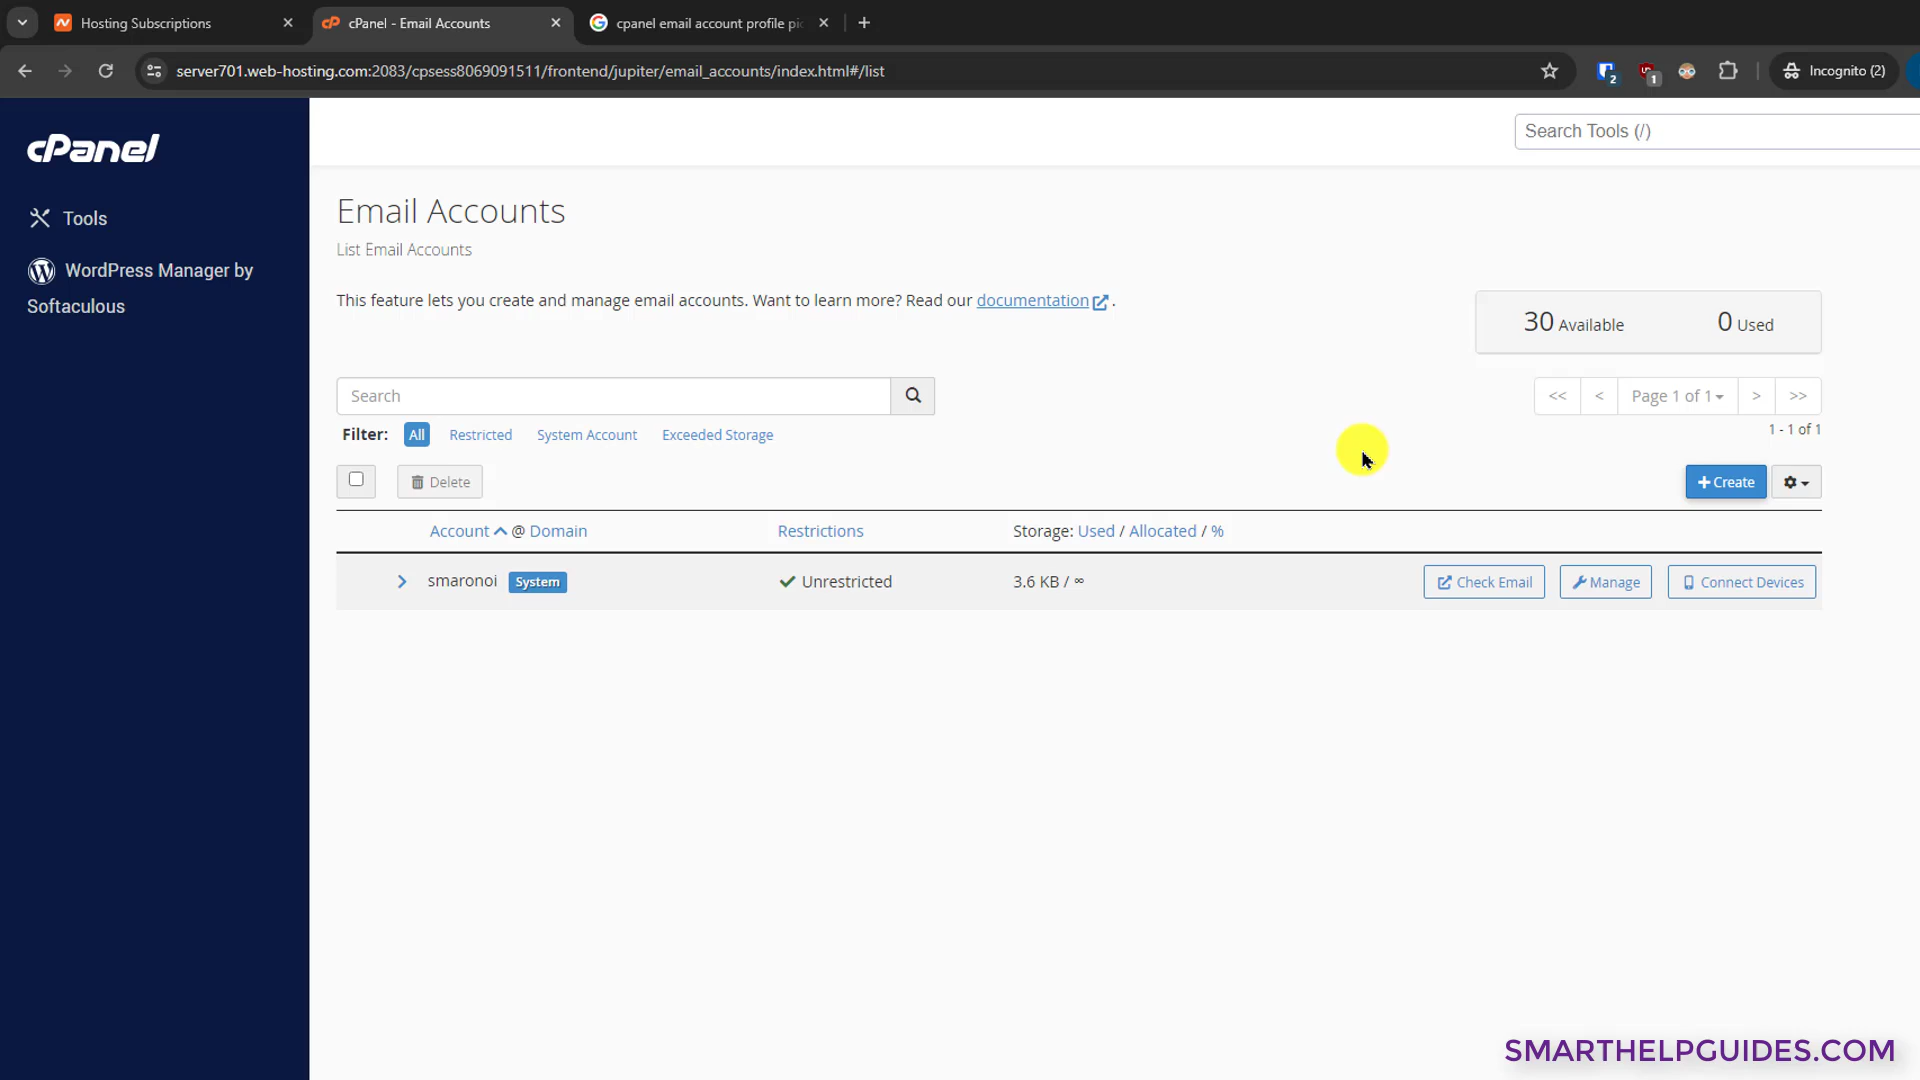 Hosting Subscriptions
cPanel - Email Accounts
cpanel email account profile pi
server701.web-hosting.com:2083/cpsess8069091511/frontend/jupiter/email_accounts/index.html#/list
2
1
Incognito (2)
cPanel
Search Tools (/)
Tools
WordPress Manager by
Softaculous
Email Accounts
List Email Accounts
This feature lets you create and manage email accounts. Want to learn more? Read our documentation .
30 Available 0 Used
Search
<< < Page 1 of 1 > >>
1 - 1 of 1
Filter: All Restricted System Account Exceeded Storage
Delete
+ Create
Account @ Domain Restrictions Storage: Used / Allocated / %
smaronoi System Unrestricted 3.6 KB / ∞ Check Email Manage Connect Devices
SMARTHELPGUIDES.COM